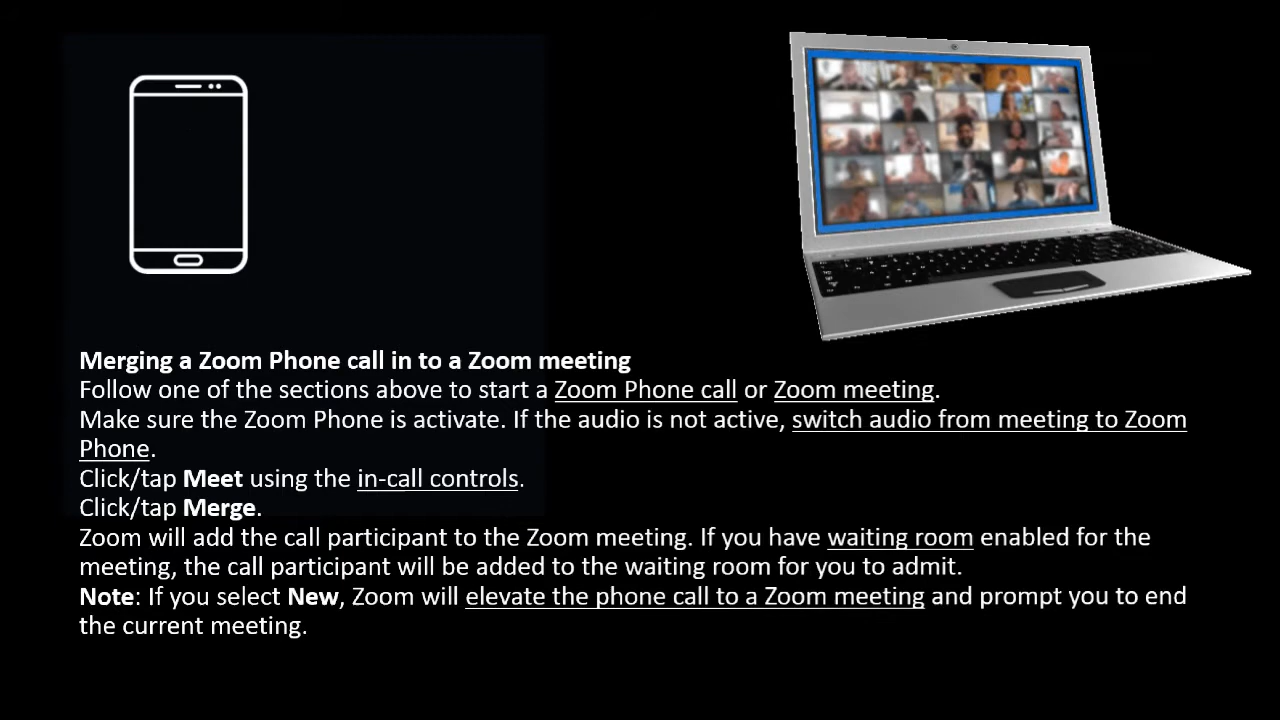 Merging a Zoom Phone call in to a Zoom meeting
Follow one of the sections above to start a Zoom Phone call or Zoom meeting.
Make sure the Zoom Phone is activate. If the audio is not active, switch audio from meeting to Zoom
Phone.
Click/tap Meet using the in-call controls.
Click/tap Merge.
Zoom will add the call participant to the Zoom meeting. If you have waiting room enabled for the
meeting, the call participant will be added to the waiting room for you to admit.
Note: If you select New, Zoom will elevate the phone call to a Zoom meeting and prompt you to end
the current meeting.